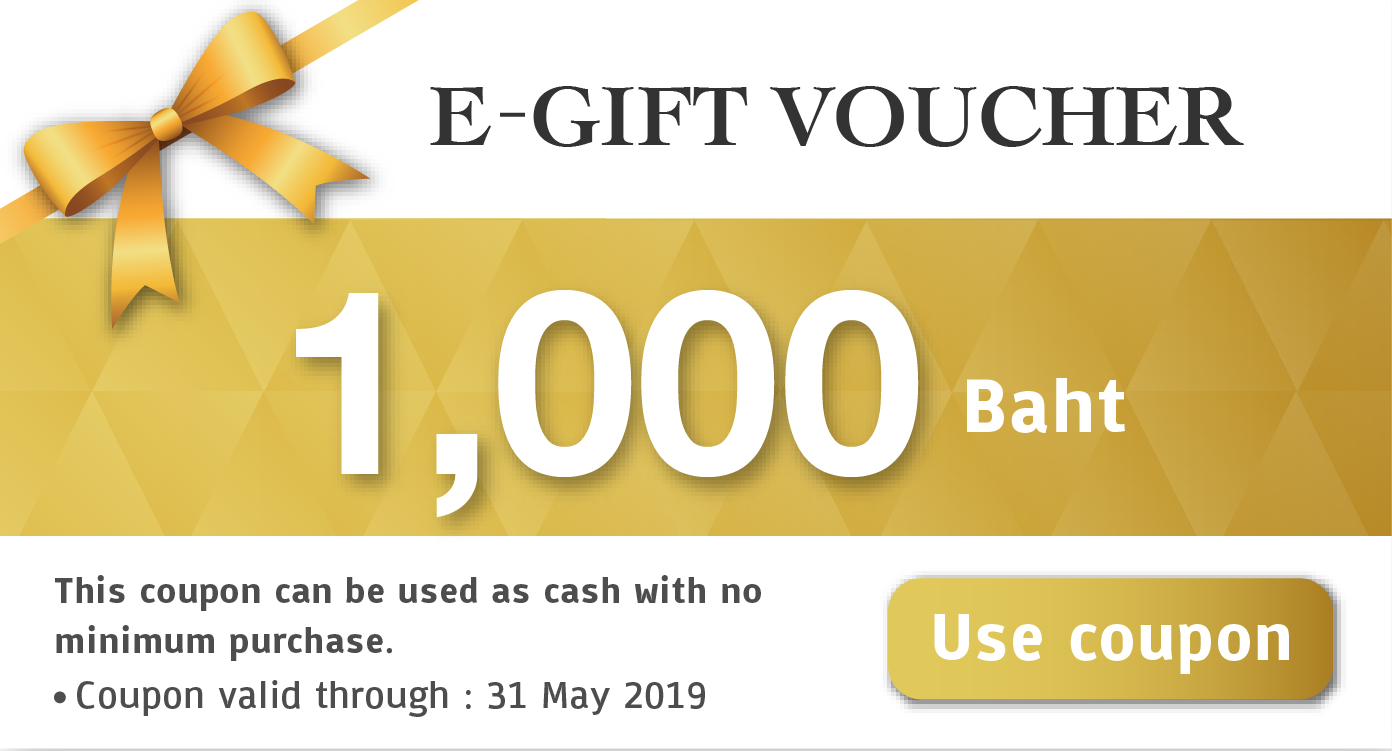 E-GIFT VOUCHER
1,000 Baht
This coupon can be used as cash with no
minimum purchase.
• Coupon valid through : 31 May 2019
Use coupon